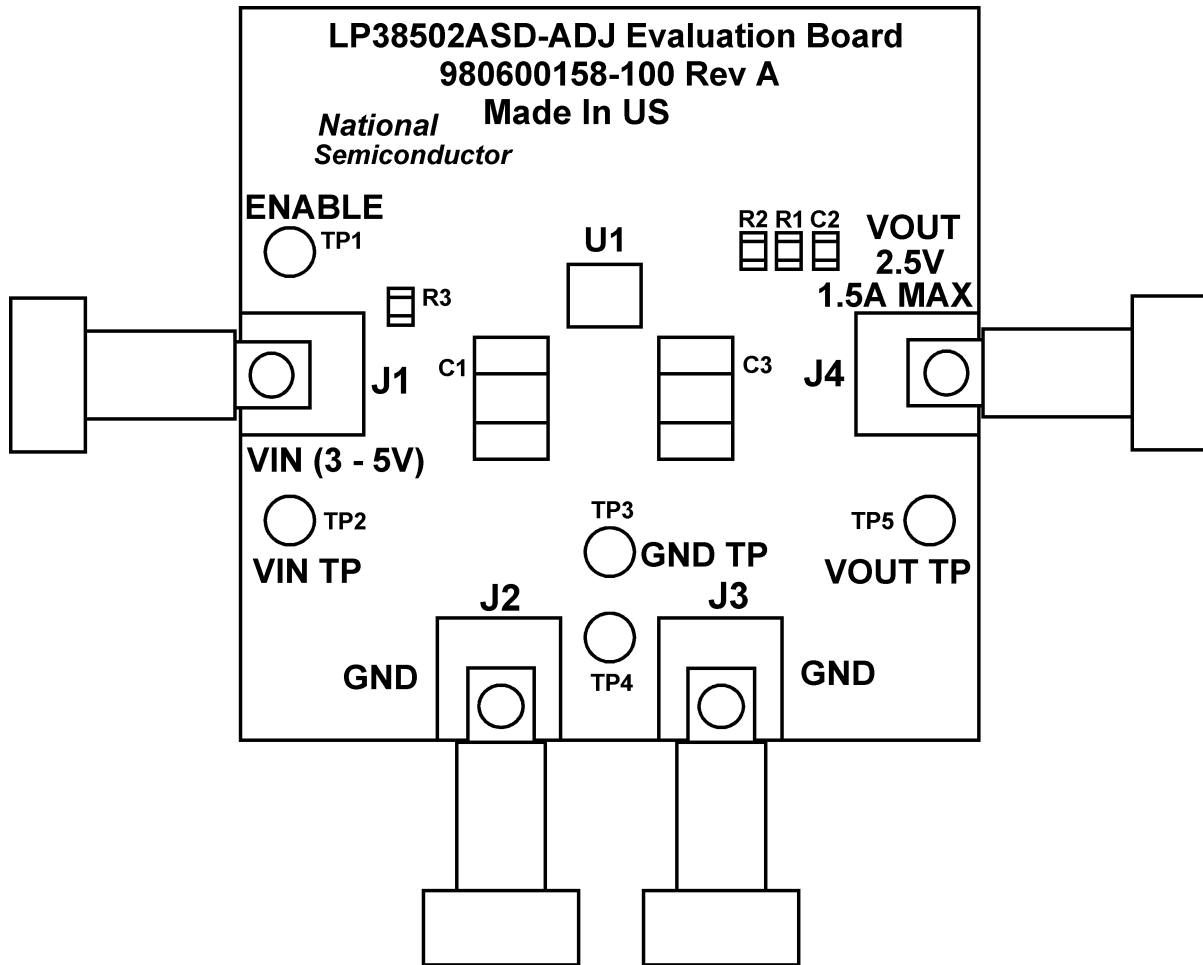 LP38502ASD-ADJ Evaluation Board
980600158-100 Rev A
Made In US
National
Semiconductor
ENABLE
TP1
R3
J1
VIN (3 - 5V)
TP2
VIN TP
C1
U1
C3
R2 R1 C2
VOUT
2.5V
1.5A MAX
J4
TP5
VOUT TP
TP3
GND TP
J2
J3
GND
TP4
GND